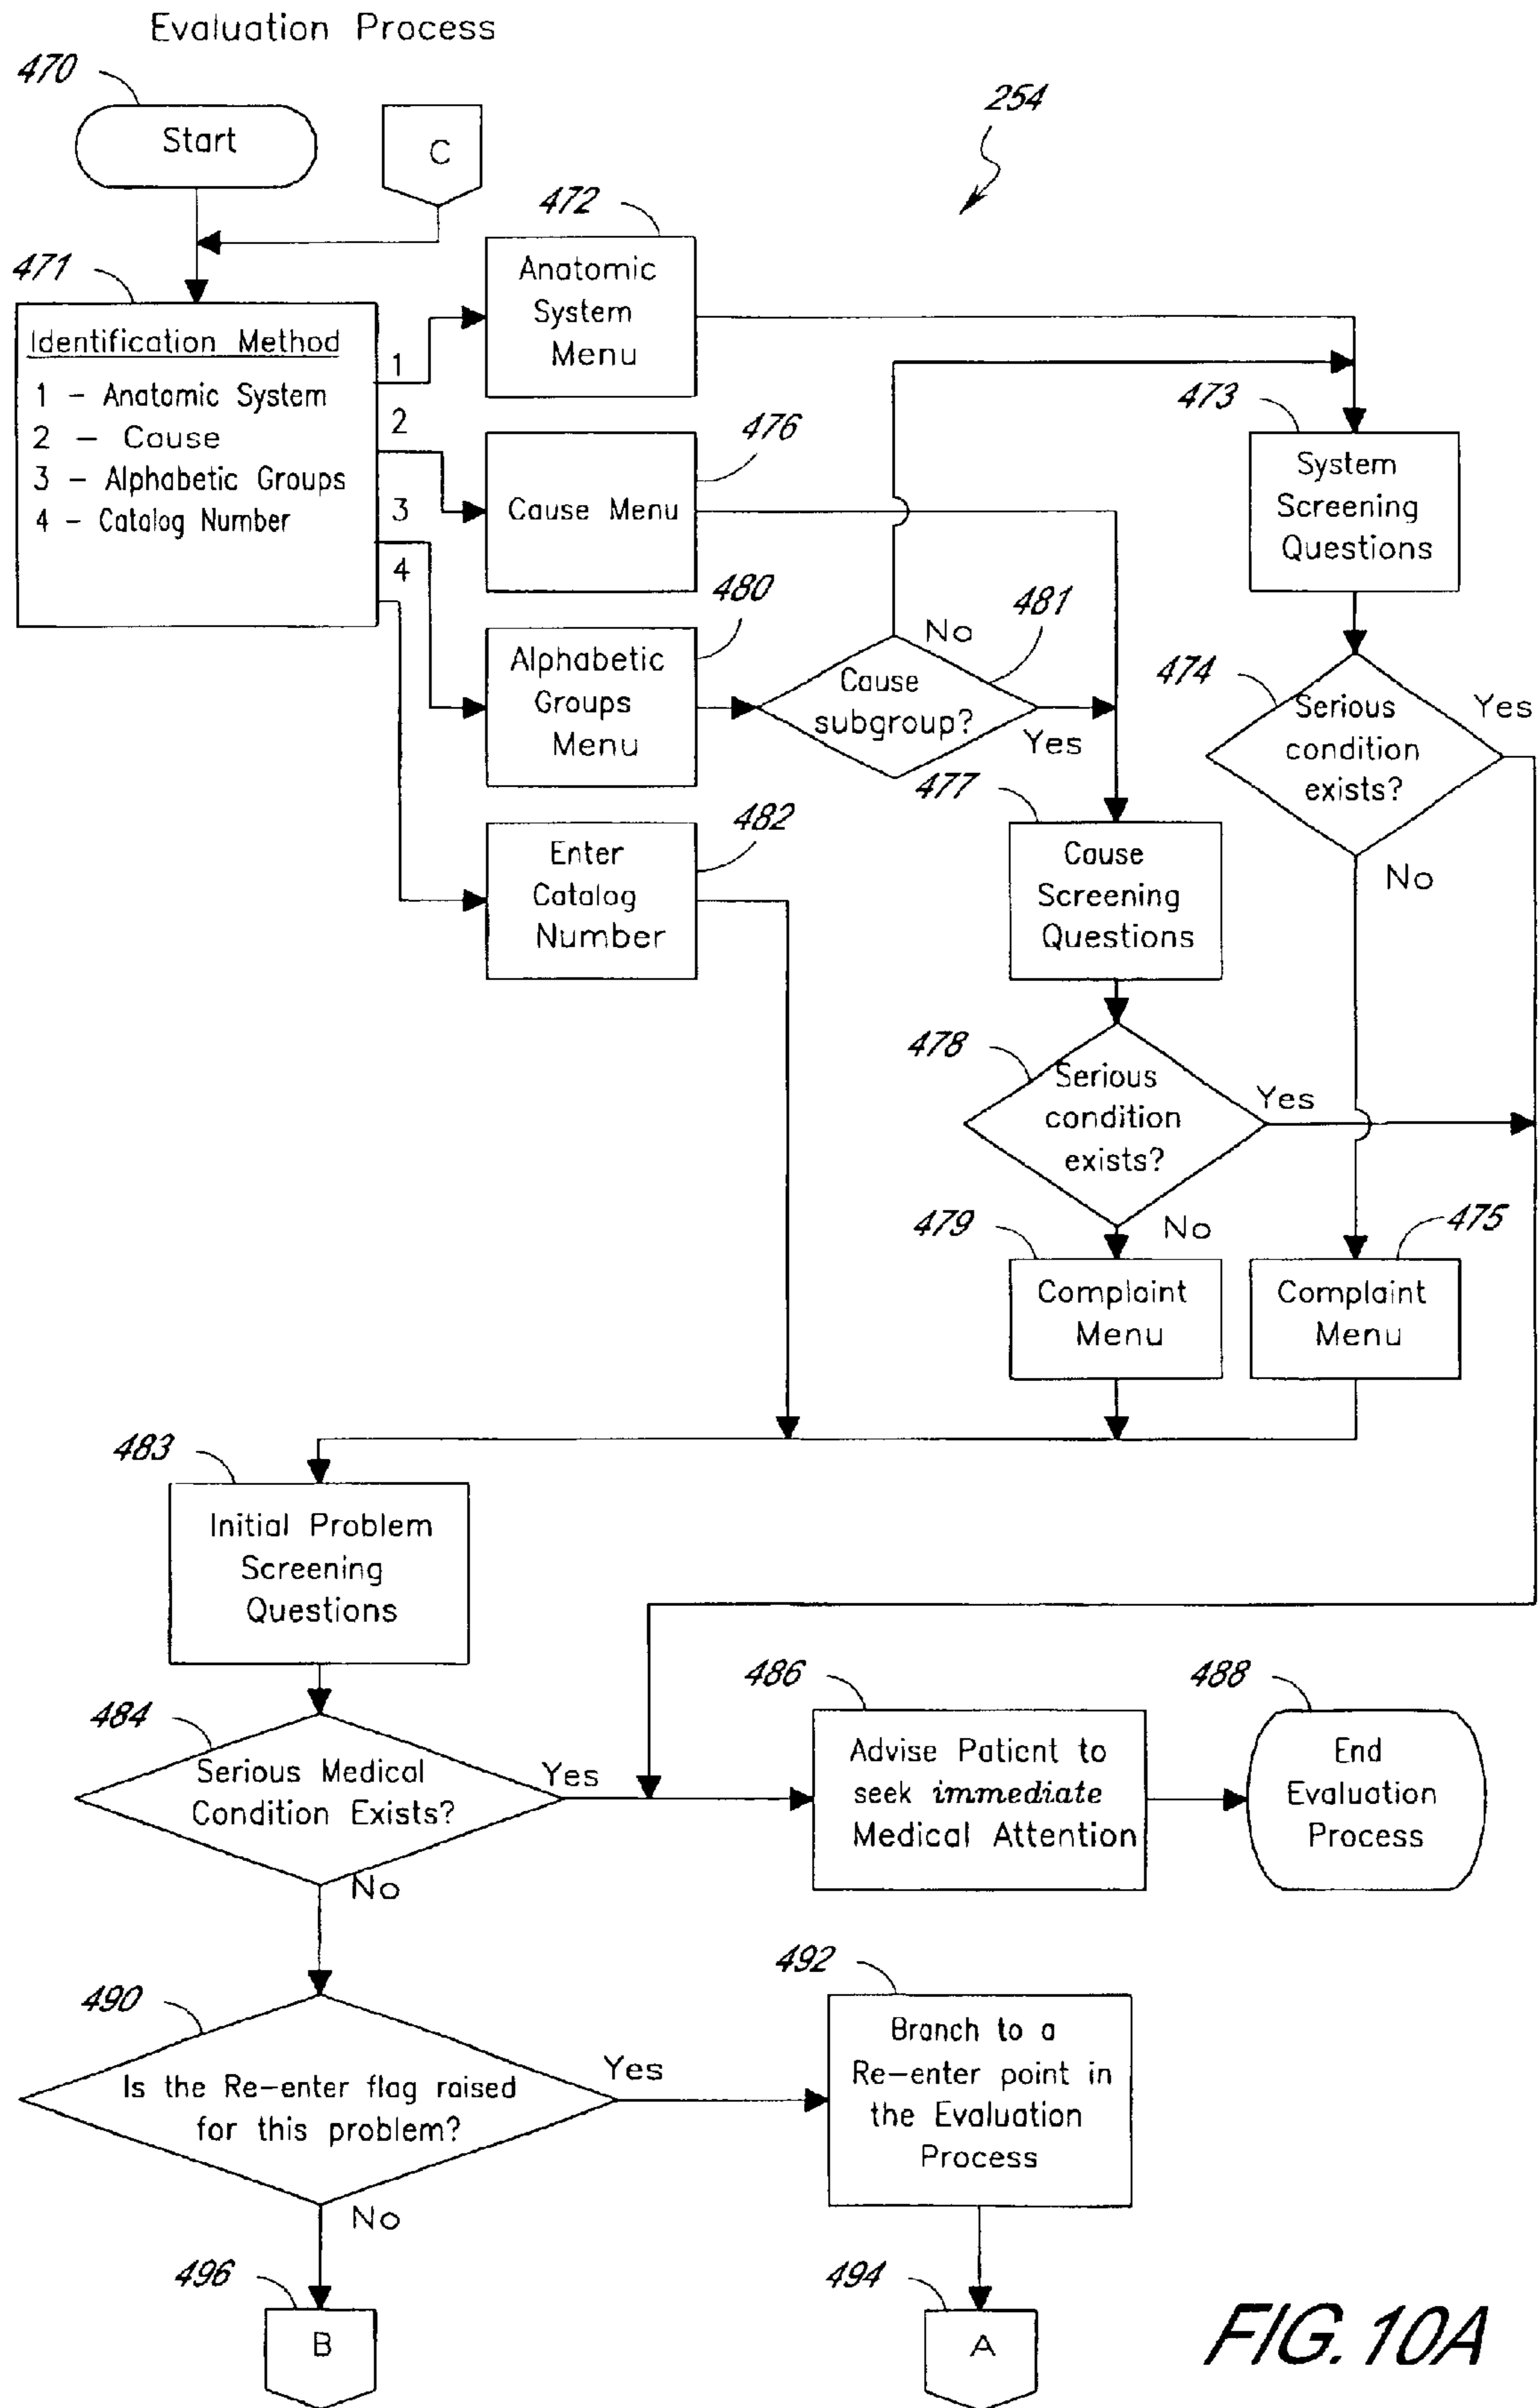 Evaluation Process
470
Start
C
254
471
Identification Method
1 - Anatomic System
2 - Cause
3 - Alphabetic Groups
4 - Catalog Number
1
2
3
4
472
Anatomic
System
Menu
476
Cause Menu
480
Alphabetic
Groups
Menu
481
Cause
subgroup?
No
Yes
482
Enter
Catalog
Number
473
System
Screening
Questions
474
Serious
condition
exists?
Yes
No
477
Cause
Screening
Questions
478
Serious
condition
exists?
Yes
No
479
Complaint
Menu
475
Complaint
Menu
483
Initial Problem
Screening
Questions
484
Serious Medical
Condition Exists?
Yes
No
486
Advise Patient to
seek immediate
Medical Attention
488
End
Evaluation
Process
490
Is the Re-enter flag raised
for this problem?
Yes
No
492
Branch to a
Re-enter point in
the Evaluation
Process
496
B
494
A
FIG. 10A